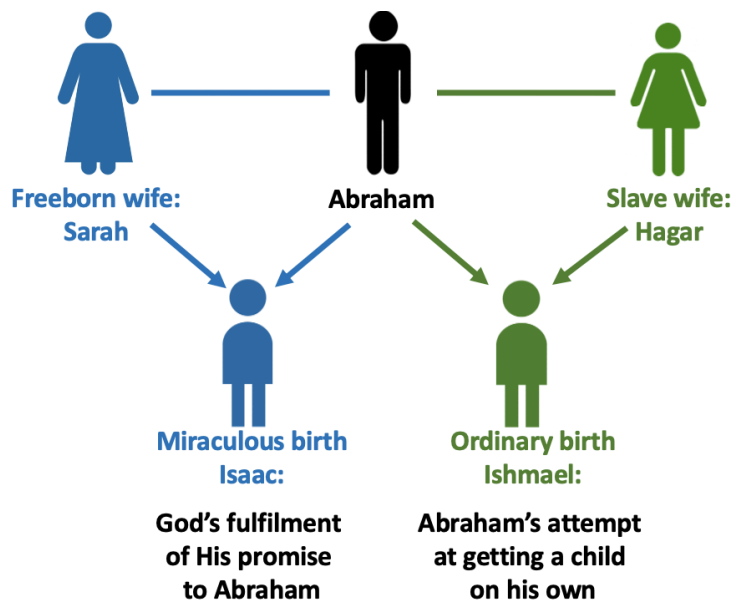 Freeborn wife:
Sarah
Abraham
Slave wife:
Hagar
Miraculous birth
Isaac:
God's fulfilment
of His promise
to Abraham
Ordinary birth
Ishmael:
Abraham's attempt
at getting a child
on his own